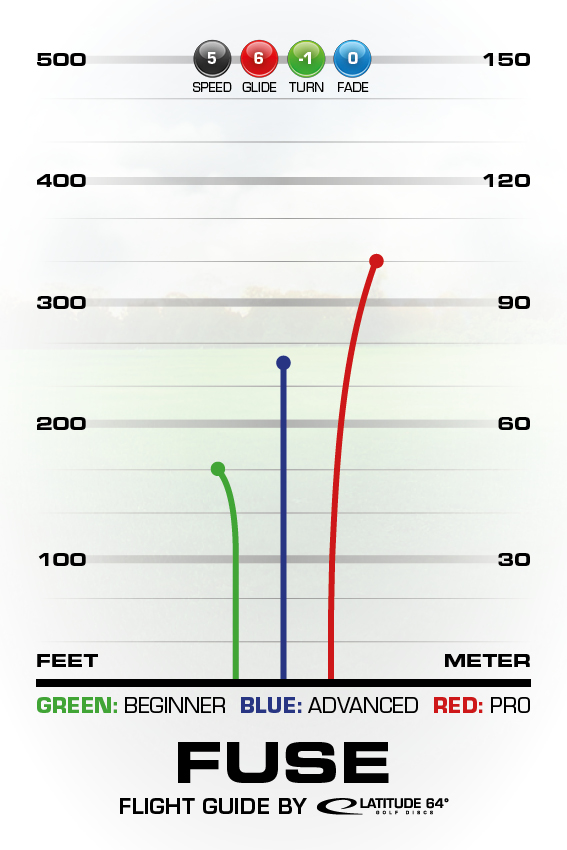 500 5 6 -1 0 150
SPEED GLIDE TURN FADE
400 120
300 90
200 60
100 30
FEET METER
GREEN: BEGINNER BLUE: ADVANCED RED: PRO
FUSE
FLIGHT GUIDE BY LATITUDE 64°
GOLF DISCS